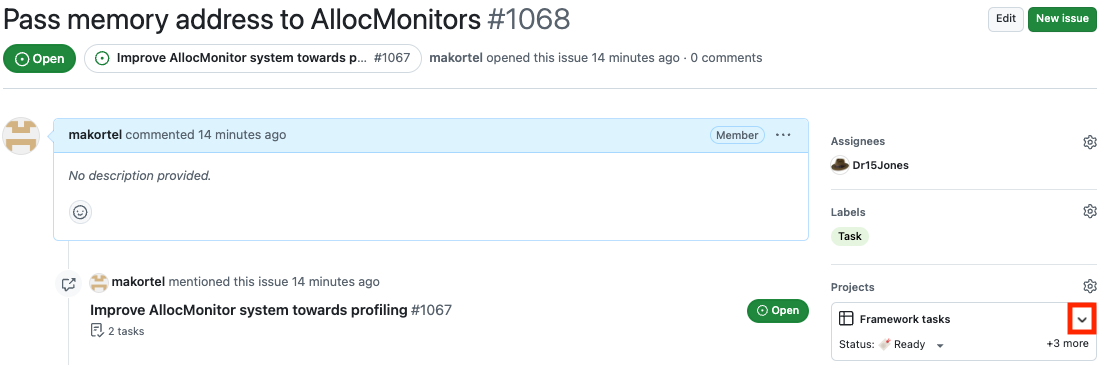 Pass memory address to AllocMonitors #1068
Edit
New issue
Open
Improve AllocMonitor system towards p... #1067
makortel opened this issue 14 minutes ago · 0 comments
makortel commented 14 minutes ago
Member
No description provided.
makortel mentioned this issue 14 minutes ago
Improve AllocMonitor system towards profiling #1067
Open
2 tasks
Assignees
Dr15Jones
Labels
Task
Projects
Framework tasks
Status: 🚀 Ready
+3 more